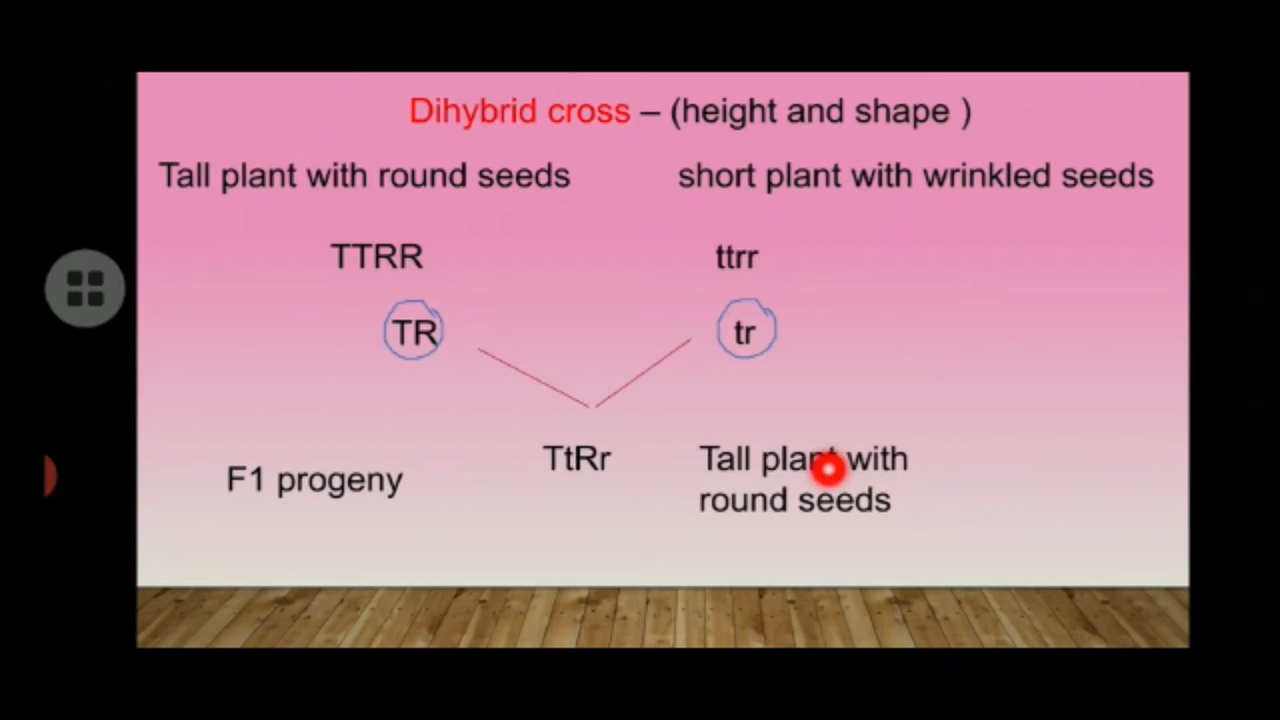 Dihybrid cross – (height and shape )
Tall plant with round seeds
short plant with wrinkled seeds
TTRR
ttrr
TR
tr
TtRr
Tall plant with
round seeds
F1 progeny